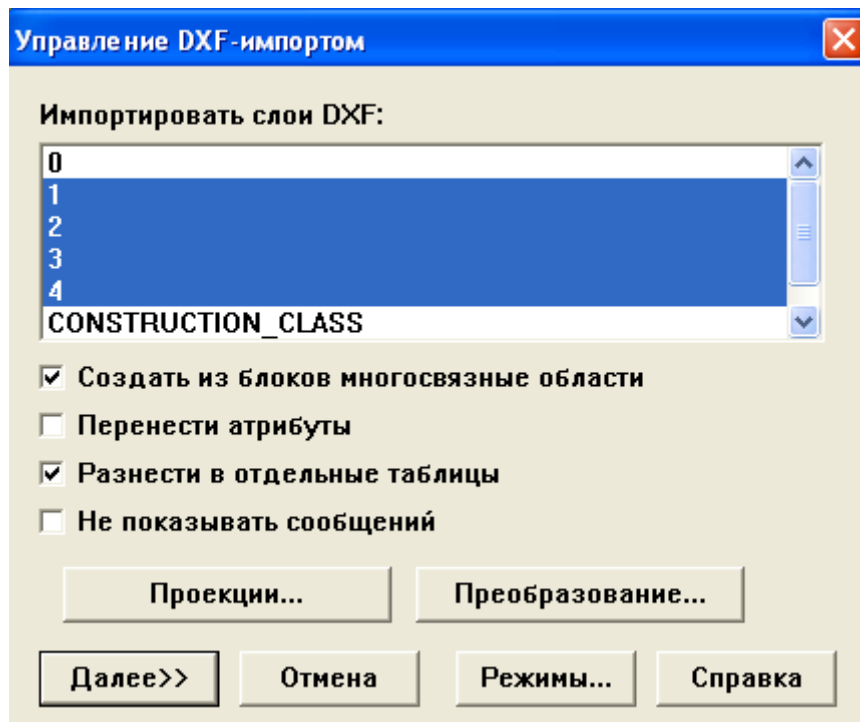 Управление DXF-импортом
Импортировать слои DXF:
0
1
2
3
4
CONSTRUCTION_CLASS
Создать из блоков многосвязные области
Перенести атрибуты
Разнести в отдельные таблицы
Не показывать сообщений
Проекции... Преобразование...
Далее>> Отмена Режимы... Справка